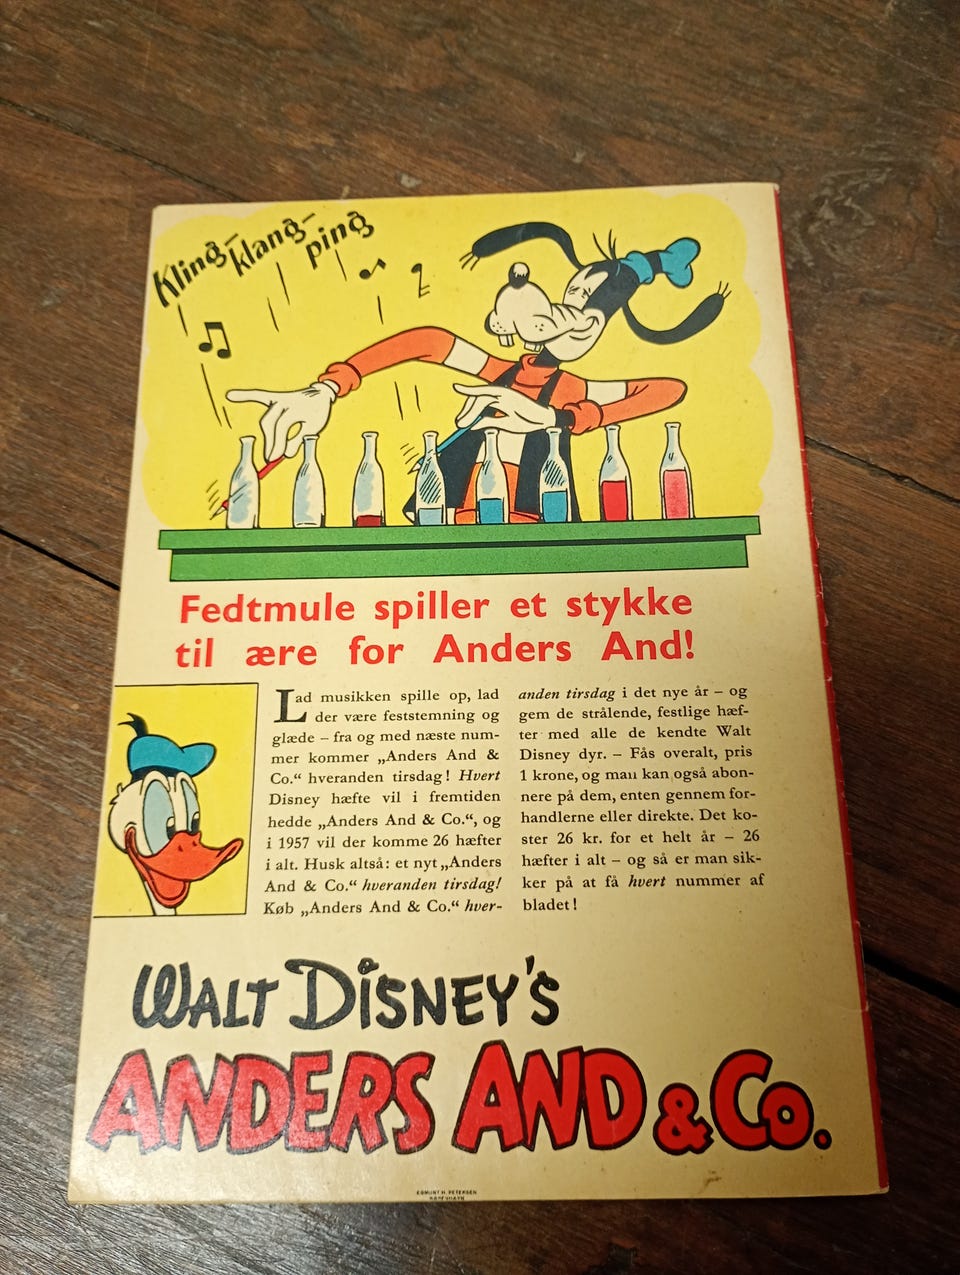 Kling-
klang-
ping
Fedtmule spiller et stykke
til ære for Anders And!
Lad musikken spille op, lad
der være feststemning og
glæde – fra og med næste num-
mer kommer „Anders And &
Co.“ hveranden tirsdag! Hvert
Disney hæfte vil i fremtiden
hedde „Anders And & Co.“, og
i 1957 vil der komme 26 hæfter
i alt. Husk altså: et nyt „Anders
And & Co.“ hveranden tirsdag!
Køb „Anders And & Co.“ hver-
anden tirsdag i det nye år – og
gem de strålende, festlige hæf-
ter med alle de kendte Walt
Disney dyr. – Fås overalt, pris
1 krone, og man kan også abon-
nere på dem, enten gennem for-
handlerne eller direkte. Det ko-
ster 26 kr. for et helt år – 26
hæfter i alt – og så er man sik-
ker på at få hvert nummer af
bladet!
WALT DISNEY'S
ANDERS AND & Co.
EGMONT H. PETERSEN
KØBENHAVN